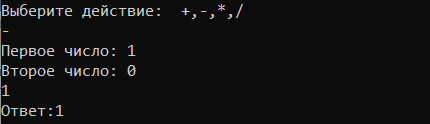 Выберите действие:  +,-,*,/
-
Первое число: 1
Второе число: 0
1
Ответ:1